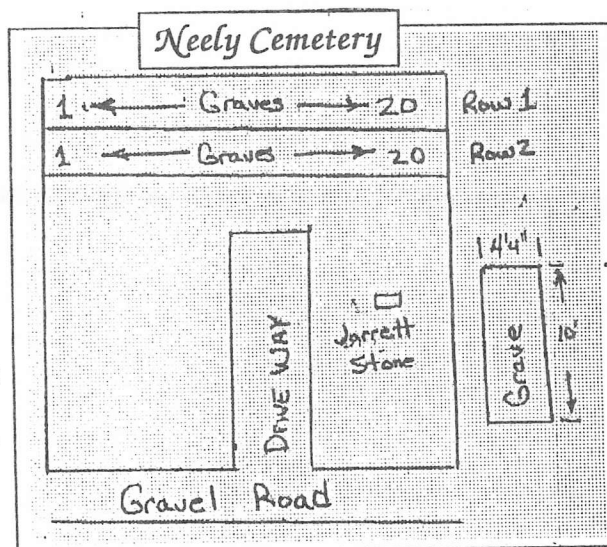 Neely Cemetery
1 Graves 20 Row 1
1 Graves 20 Row 2
4'4"
Jarrett
Stone
DRIVE WAY
Grave
10'
Gravel Road